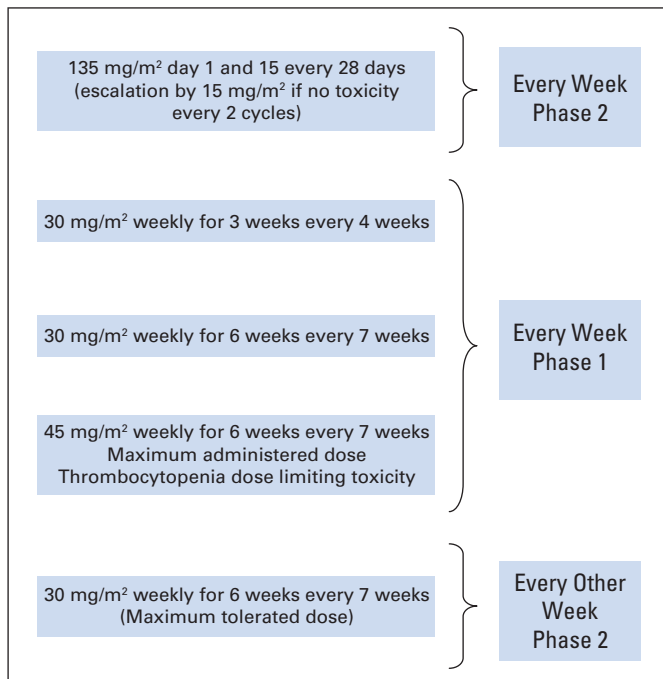 135 mg/m² day 1 and 15 every 28 days
(escalation by 15 mg/m² if no toxicity
every 2 cycles)
Every Week
Phase 2
30 mg/m² weekly for 3 weeks every 4 weeks
30 mg/m² weekly for 6 weeks every 7 weeks
45 mg/m² weekly for 6 weeks every 7 weeks
Maximum administered dose
Thrombocytopenia dose limiting toxicity
Every Week
Phase 1
30 mg/m² weekly for 6 weeks every 7 weeks
(Maximum tolerated dose)
Every Other
Week
Phase 2